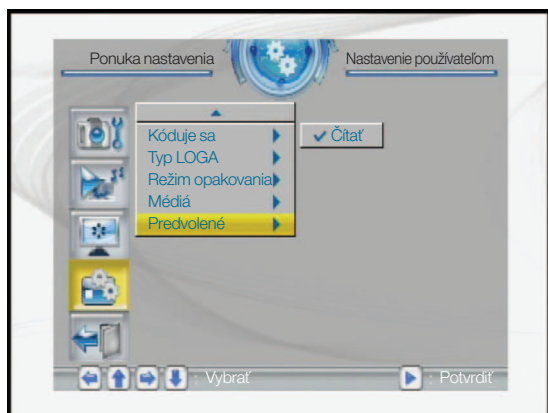 Ponuka nastavenia
Nastavenie používateľom
Kóduje sa
Čítať
Typ LOGA
Režim opakovania
Médiá
Predvolené
: Vybrať
: Potvrdiť